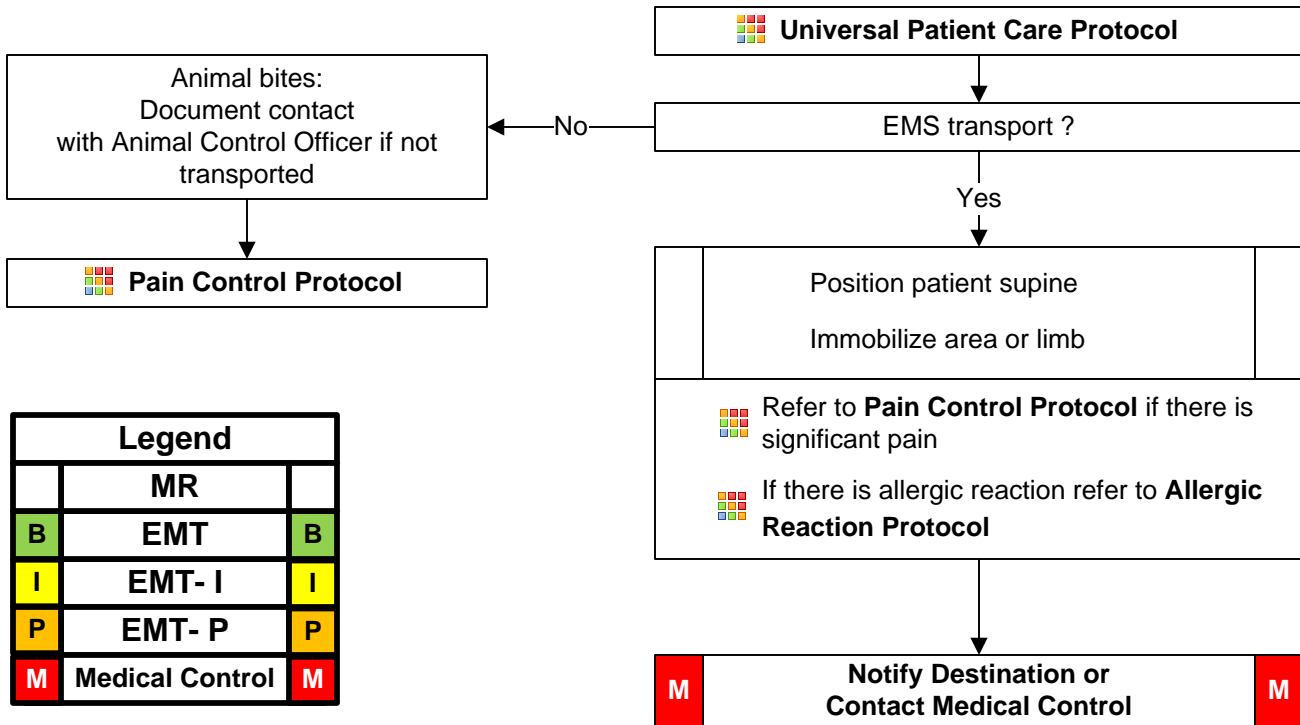 Universal Patient Care Protocol
Animal bites:
Document contact
with Animal Control Officer if not
transported
No
EMS transport ?
Yes
Pain Control Protocol
Position patient supine
Immobilize area or limb
Refer to Pain Control Protocol if there is
significant pain
If there is allergic reaction refer to Allergic
Reaction Protocol
Legend
MR
B EMT B
I EMT- I I
P EMT- P P
M Medical Control M
M Notify Destination or M
Contact Medical Control